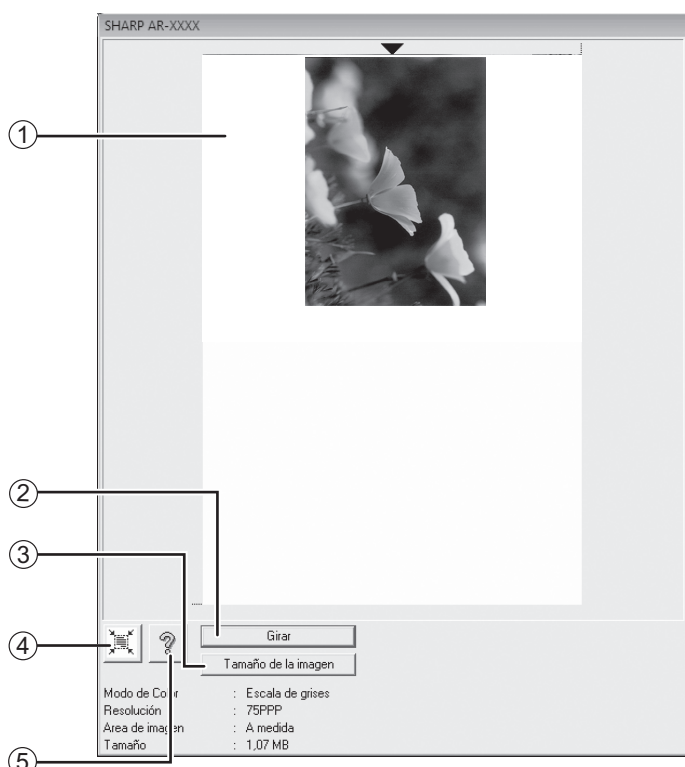 SHARP AR-XXXX
①
②
③
④
⑤
Girar
Tamaño de la imagen
Modo de Color : Escala de grises
Resolución : 75PPP
Area de imagen : A medida
Tamaño : 1,07 MB